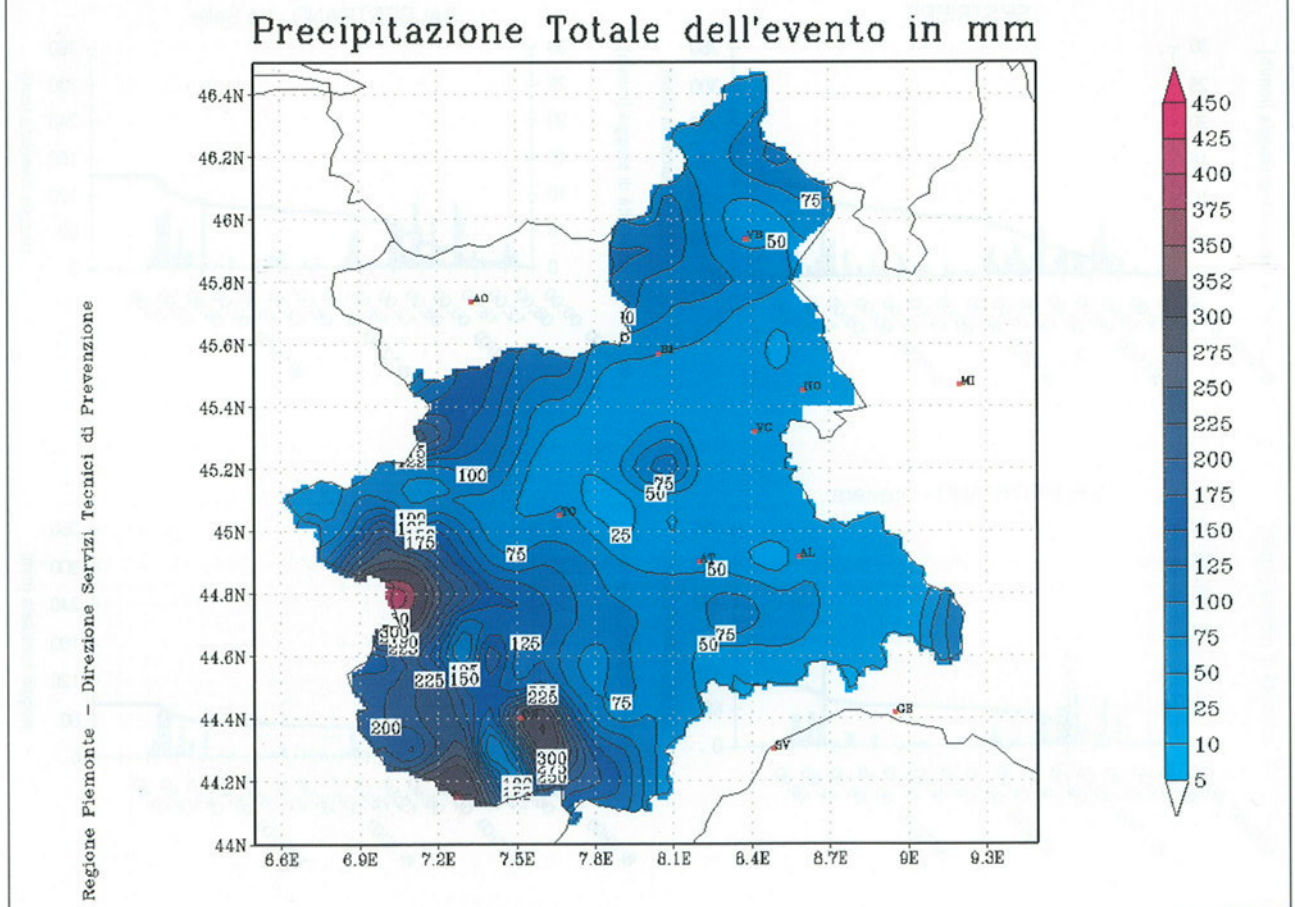 Precipitazione Totale dell'evento in mm
Regione Piemonte – Direzione Servizi Tecnici di Prevenzione
46.4N
46.2N
46N
45.8N
45.6N
45.4N
45.2N
45N
44.8N
44.6N
44.4N
44.2N
44N
6.6E 6.9E 7.2E 7.5E 7.8E 8.1E 8.4E 8.7E 9E 9.3E
75
VB
50
AO
BI
NO
MI
VC
100
75
50
TO
25
175
75
AT
50
AL
75
50
300
125
150
225
225
75
200
GE
SV
300
275
250
450
425
400
375
350
352
300
275
250
225
200
175
150
125
100
75
50
25
10
5